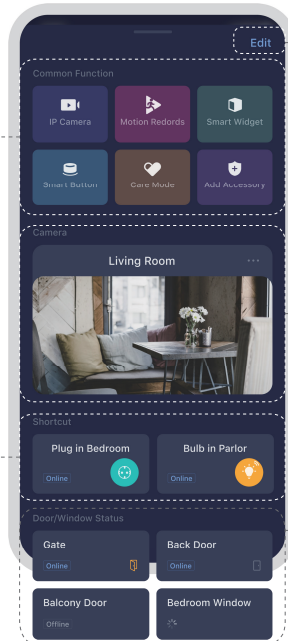 Edit
Common Function
IP Camera
Motion Redords
Smart Widget
Smart Button
Care Mode
Add Accessory
Camera
Living Room
Shortcut
Plug in Bedroom
Online
Bulb in Parlor
Online
Door/Window Status
Gate
Online
Back Door
Online
Balcony Door
Offline
Bedroom Window